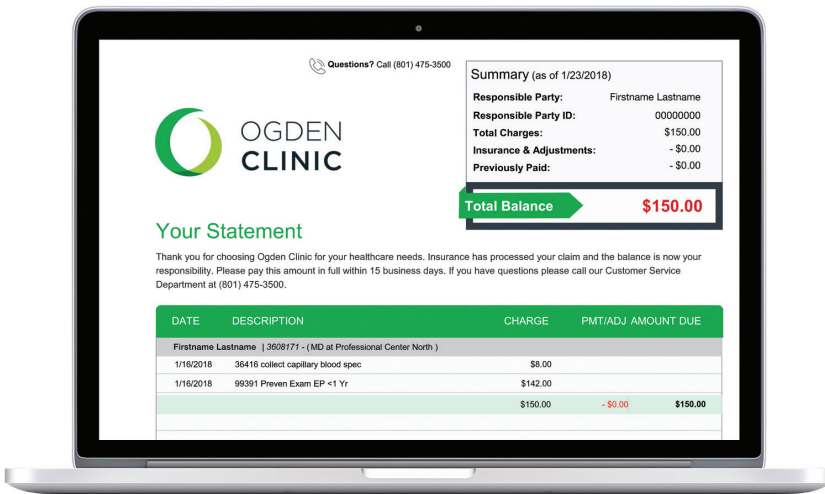 Questions? Call (801) 475-3500
Summary (as of 1/23/2018)
Responsible Party: Firstname Lastname
Responsible Party ID: 00000000
Total Charges: $150.00
Insurance & Adjustments: - $0.00
Previously Paid: - $0.00
Total Balance $150.00
OGDEN
CLINIC
Your Statement
Thank you for choosing Ogden Clinic for your healthcare needs. Insurance has processed your claim and the balance is now your
responsibility. Please pay this amount in full within 15 business days. If you have questions please call our Customer Service
Department at (801) 475-3500.
DATE DESCRIPTION CHARGE PMT/ADJ AMOUNT DUE
Firstname Lastname | 3608171 - ( MD at Professional Center North )
1/16/2018 36416 collect capillary blood spec $8.00
1/16/2018 99391 Preven Exam EP <1 Yr $142.00
$150.00 - $0.00 $150.00